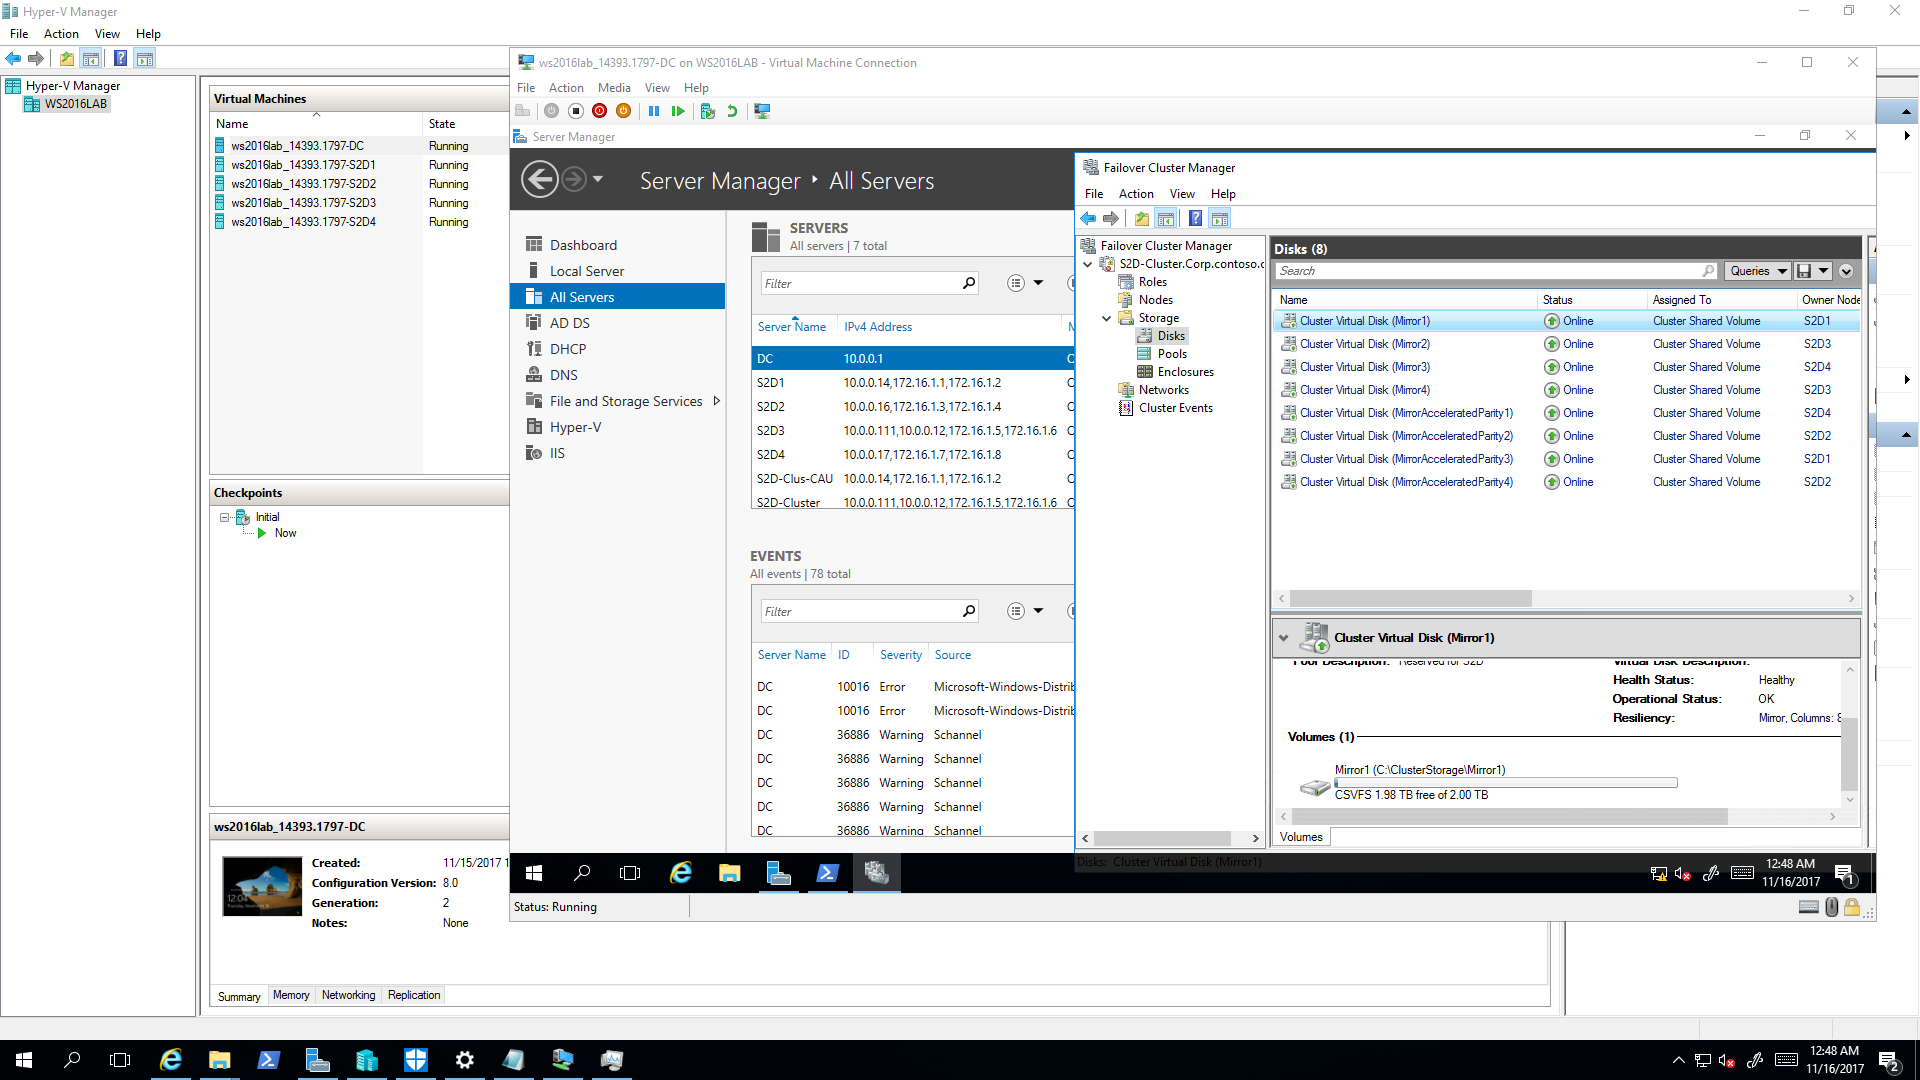 Hyper-V Manager
File Action View Help
Hyper-V Manager
WS2016LAB
Virtual Machines
Name State
ws2016lab_14393.1797-DC Running
ws2016lab_14393.1797-S2D1 Running
ws2016lab_14393.1797-S2D2 Running
ws2016lab_14393.1797-S2D3 Running
ws2016lab_14393.1797-S2D4 Running
Checkpoints
Initial
Now
ws2016lab_14393.1797-DC
12:04
Created: 11/15/2017 1
Configuration Version: 8.0
Generation: 2
Notes: None
Summary Memory Networking Replication
ws2016lab_14393.1797-DC on WS2016LAB - Virtual Machine Connection
File Action Media View Help
Server Manager
Server Manager All Servers
Dashboard
Local Server
All Servers
AD DS
DHCP
DNS
File and Storage Services
Hyper-V
IIS
SERVERS
All servers | 7 total
Filter
Server Name IPv4 Address M
DC 10.0.0.1 C
S2D1 10.0.0.14,172.16.1.1,172.16.1.2 C
S2D2 10.0.0.16,172.16.1.3,172.16.1.4 C
S2D3 10.0.0.111,10.0.0.12,172.16.1.5,172.16.1.6 C
S2D4 10.0.0.17,172.16.1.7,172.16.1.8 C
S2D-Clus-CAU 10.0.0.14,172.16.1.1,172.16.1.2 C
S2D-Cluster 10.0.0.111,10.0.0.12,172.16.1.5,172.16.1.6 C
EVENTS
All events | 78 total
Filter
Server Name ID Severity Source
DC 10016 Error Microsoft-Windows-Distrib
DC 10016 Error Microsoft-Windows-Distrib
DC 36886 Warning Schannel
DC 36886 Warning Schannel
DC 36886 Warning Schannel
DC 36886 Warning Schannel
DC 36886 Warning Schannel
Failover Cluster Manager
File Action View Help
Failover Cluster Manager
S2D-Cluster.Corp.contoso.c
Roles
Nodes
Storage
Disks
Pools
Enclosures
Networks
Cluster Events
Disks (8)
Search Queries
Name Status Assigned To Owner Node
Cluster Virtual Disk (Mirror1) Online Cluster Shared Volume S2D1
Cluster Virtual Disk (Mirror2) Online Cluster Shared Volume S2D3
Cluster Virtual Disk (Mirror3) Online Cluster Shared Volume S2D4
Cluster Virtual Disk (Mirror4) Online Cluster Shared Volume S2D3
Cluster Virtual Disk (MirrorAcceleratedParity1) Online Cluster Shared Volume S2D4
Cluster Virtual Disk (MirrorAcceleratedParity2) Online Cluster Shared Volume S2D2
Cluster Virtual Disk (MirrorAcceleratedParity3) Online Cluster Shared Volume S2D1
Cluster Virtual Disk (MirrorAcceleratedParity4) Online Cluster Shared Volume S2D2
Cluster Virtual Disk (Mirror1)
Pool Description: Reserved for S2D Virtual Disk Description:
Health Status: Healthy
Operational Status: OK
Resiliency: Mirror, Columns: 8
Volumes (1)
Mirror1 (C:\ClusterStorage\Mirror1)
CSVFS 1.98 TB free of 2.00 TB
Volumes
Disks: Cluster Virtual Disk (Mirror1)
12:48 AM
11/16/2017
1
Status: Running
12:48 AM
11/16/2017
2